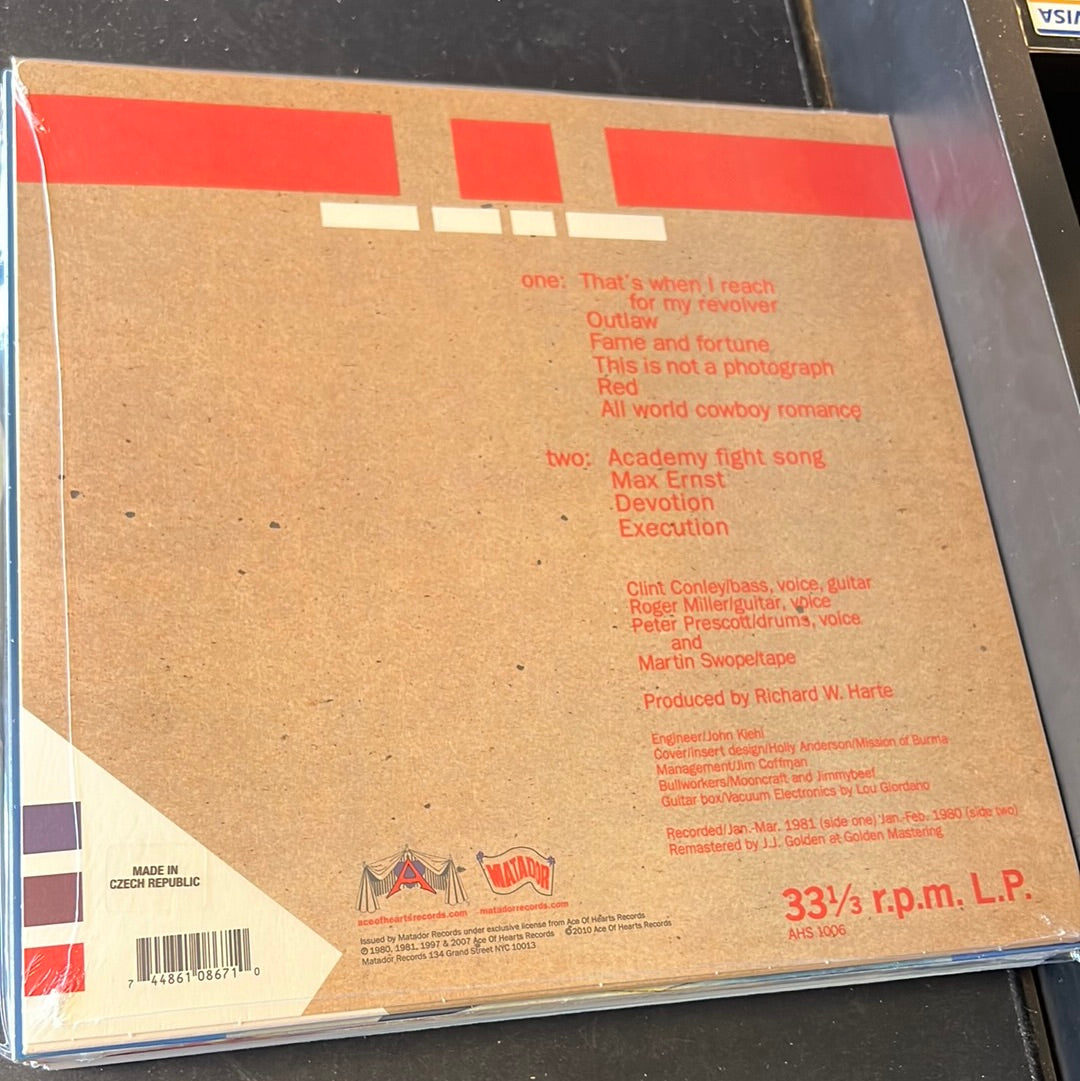 VISA
one: That's when I reach
for my revolver
Outlaw
Fame and fortune
This is not a photograph
Red
All world cowboy romance
two: Academy fight song
Max Ernst
Devotion
Execution
Clint Conley/bass, voice, guitar
Roger Miller/guitar, voice
Peter Prescott/drums, voice
and
Martin Swope/tape
Produced by Richard W. Harte
Engineer/John Kiehl
Cover/insert design/Holly Anderson/Mission of Burma
Management/Jim Coffman
Bullworkers/Mooncraft and Jimmybeef
Guitar box/Vacuum Electronics by Lou Giordano
Recorded/Jan.-Mar. 1981 (side one) Jan.-Feb. 1980 (side two)
Remastered by J.J. Golden at Golden Mastering
33⅓ r.p.m. L.P.
AHS 1006
A
MATADOR
aceofheartsrecords.com
matadorrecords.com
Issued by Matador Records under exclusive license from Ace Of Hearts Records
℗ 1980, 1981, 1997 & 2007 Ace Of Hearts Records ©2010 Ace Of Hearts Records
Matador Records 134 Grand Street NYC 10013
MADE IN
CZECH REPUBLIC
7 44861 08671 0